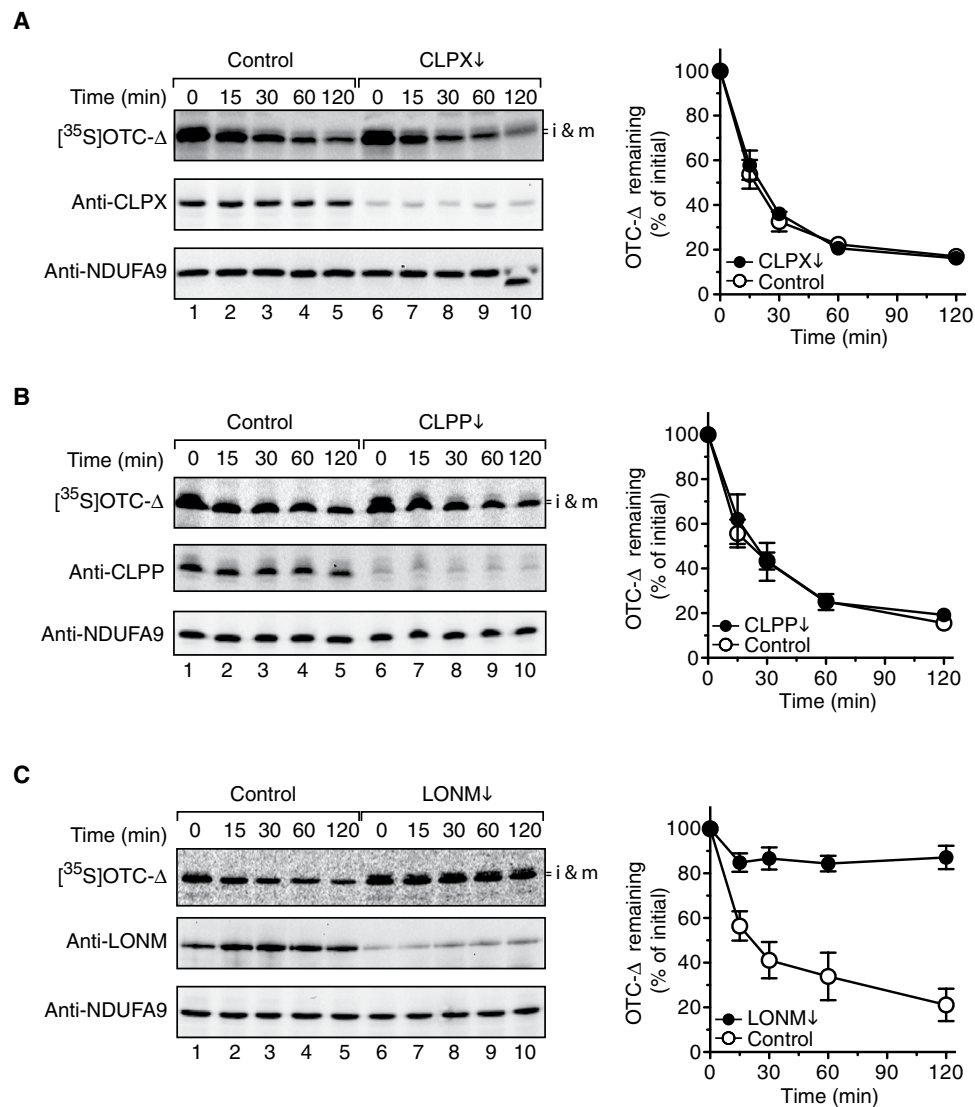 A
Control CLPX↓
Time (min) 0 15 30 60 120 0 15 30 60 120
[³⁵S]OTC-Δ i & m
Anti-CLPX
Anti-NDUFA9
1 2 3 4 5 6 7 8 9 10
OTC-Δ remaining
(% of initial)
100
80
60
40
20
0
CLPX↓
Control
0 30 60 90 120
Time (min)
B
Control CLPP↓
Time (min) 0 15 30 60 120 0 15 30 60 120
[³⁵S]OTC-Δ i & m
Anti-CLPP
Anti-NDUFA9
1 2 3 4 5 6 7 8 9 10
OTC-Δ remaining
(% of initial)
100
80
60
40
20
0
CLPP↓
Control
0 30 60 90 120
Time (min)
C
Control LONM↓
Time (min) 0 15 30 60 120 0 15 30 60 120
[³⁵S]OTC-Δ i & m
Anti-LONM
Anti-NDUFA9
1 2 3 4 5 6 7 8 9 10
OTC-Δ remaining
(% of initial)
100
80
60
40
20
0
LONM↓
Control
0 30 60 90 120
Time (min)